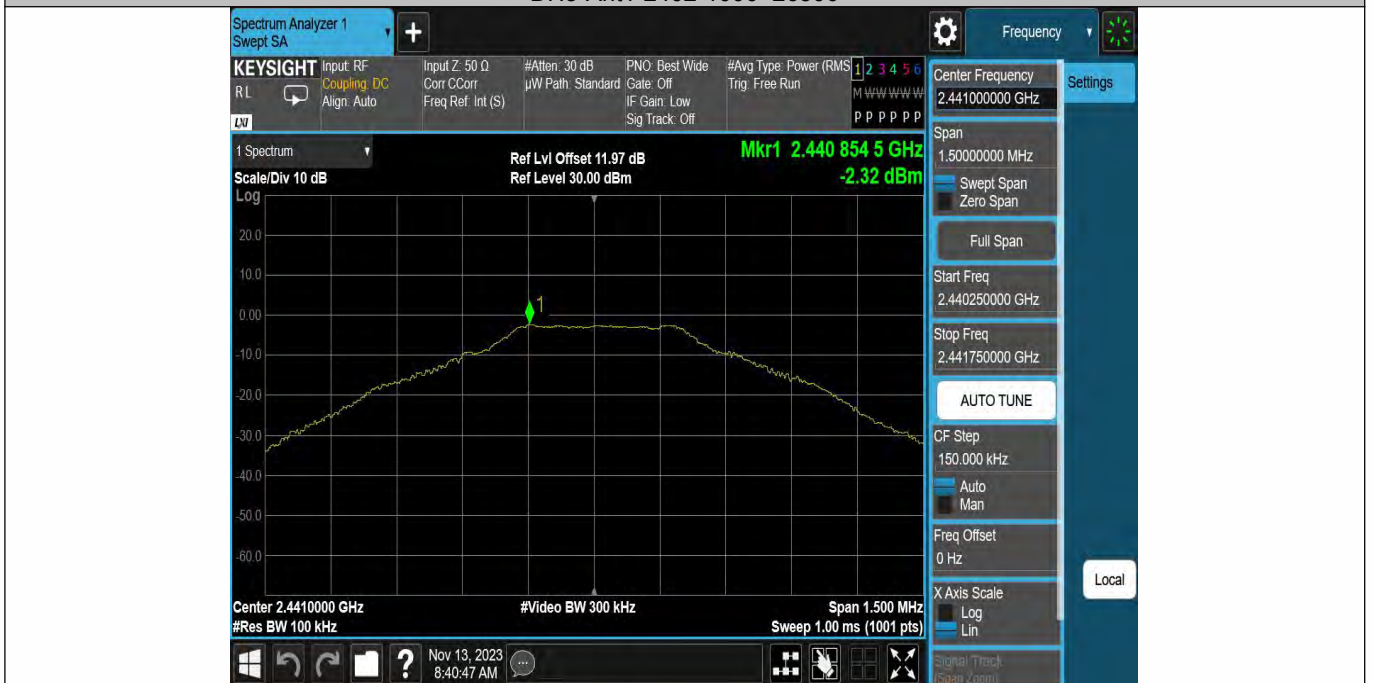 Spectrum Analyzer 1
Swept SA
+
Frequency
KEYSIGHT
RL
LXI
Input: RF
Coupling: DC
Align: Auto
Input Z: 50 Ω
Corr CCorr
Freq Ref: Int (S)
#Atten: 30 dB
µW Path: Standard
PNO: Best Wide
Gate: Off
IF Gain: Low
Sig Track: Off
#Avg Type: Power (RMS
Trig: Free Run
1 2 3 4 5 6
M W W W W W
P P P P P P
1 Spectrum
Scale/Div 10 dB
Ref Lvl Offset 11.97 dB
Ref Level 30.00 dBm
Mkr1 2.440 854 5 GHz
-2.32 dBm
Log
20.0
10.0
0.00
-10.0
-20.0
-30.0
-40.0
-50.0
-60.0
1
Center 2.4410000 GHz
#Res BW 100 kHz
#Video BW 300 kHz
Span 1.500 MHz
Sweep 1.00 ms (1001 pts)
Center Frequency
2.441000000 GHz
Settings
Span
1.50000000 MHz
Swept Span
Zero Span
Full Span
Start Freq
2.440250000 GHz
Stop Freq
2.441750000 GHz
AUTO TUNE
CF Step
150.000 kHz
Auto
Man
Freq Offset
0 Hz
X Axis Scale
Log
Lin
Local
Signal Track
(Span Zoom)
?
Nov 13, 2023
8:40:47 AM